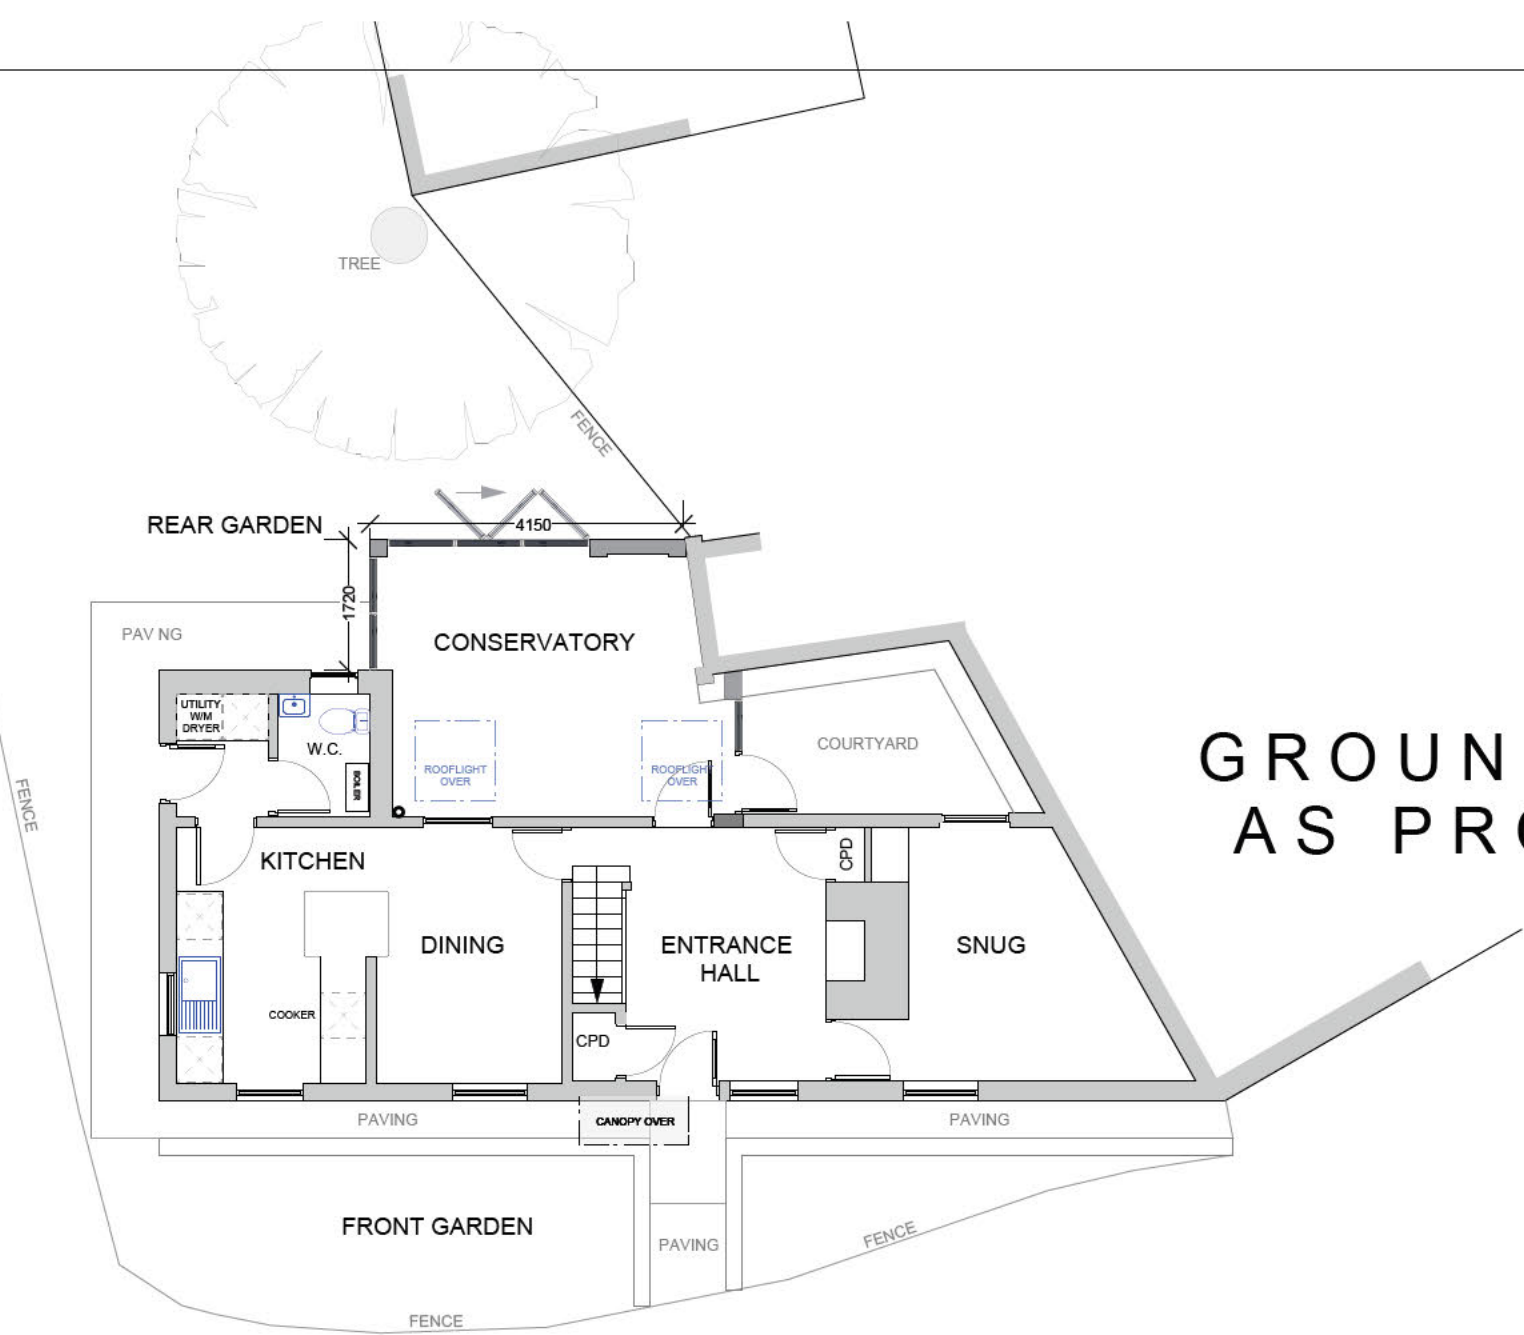 TREE
FENCE
REAR GARDEN
4150
1720
PAV NG
CONSERVATORY
UTILITY
W/M
DRYER
W.C.
BOILER
ROOFLIGHT
OVER
ROOFLIGHT
OVER
COURTYARD
GROUN
AS PRO
FENCE
KITCHEN
CPD
DINING
ENTRANCE
HALL
SNUG
COOKER
CPD
PAVING
CANOPY OVER
PAVING
FRONT GARDEN
PAVING
FENCE
FENCE